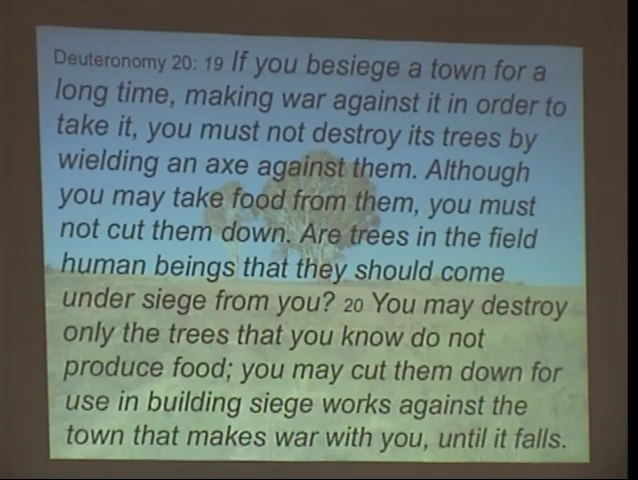 Deuteronomy 20: 19 If you besiege a town for a
long time, making war against it in order to
take it, you must not destroy its trees by
wielding an axe against them. Although
you may take food from them, you must
not cut them down. Are trees in the field
human beings that they should come
under siege from you? 20 You may destroy
only the trees that you know do not
produce food; you may cut them down for
use in building siege works against the
town that makes war with you, until it falls.